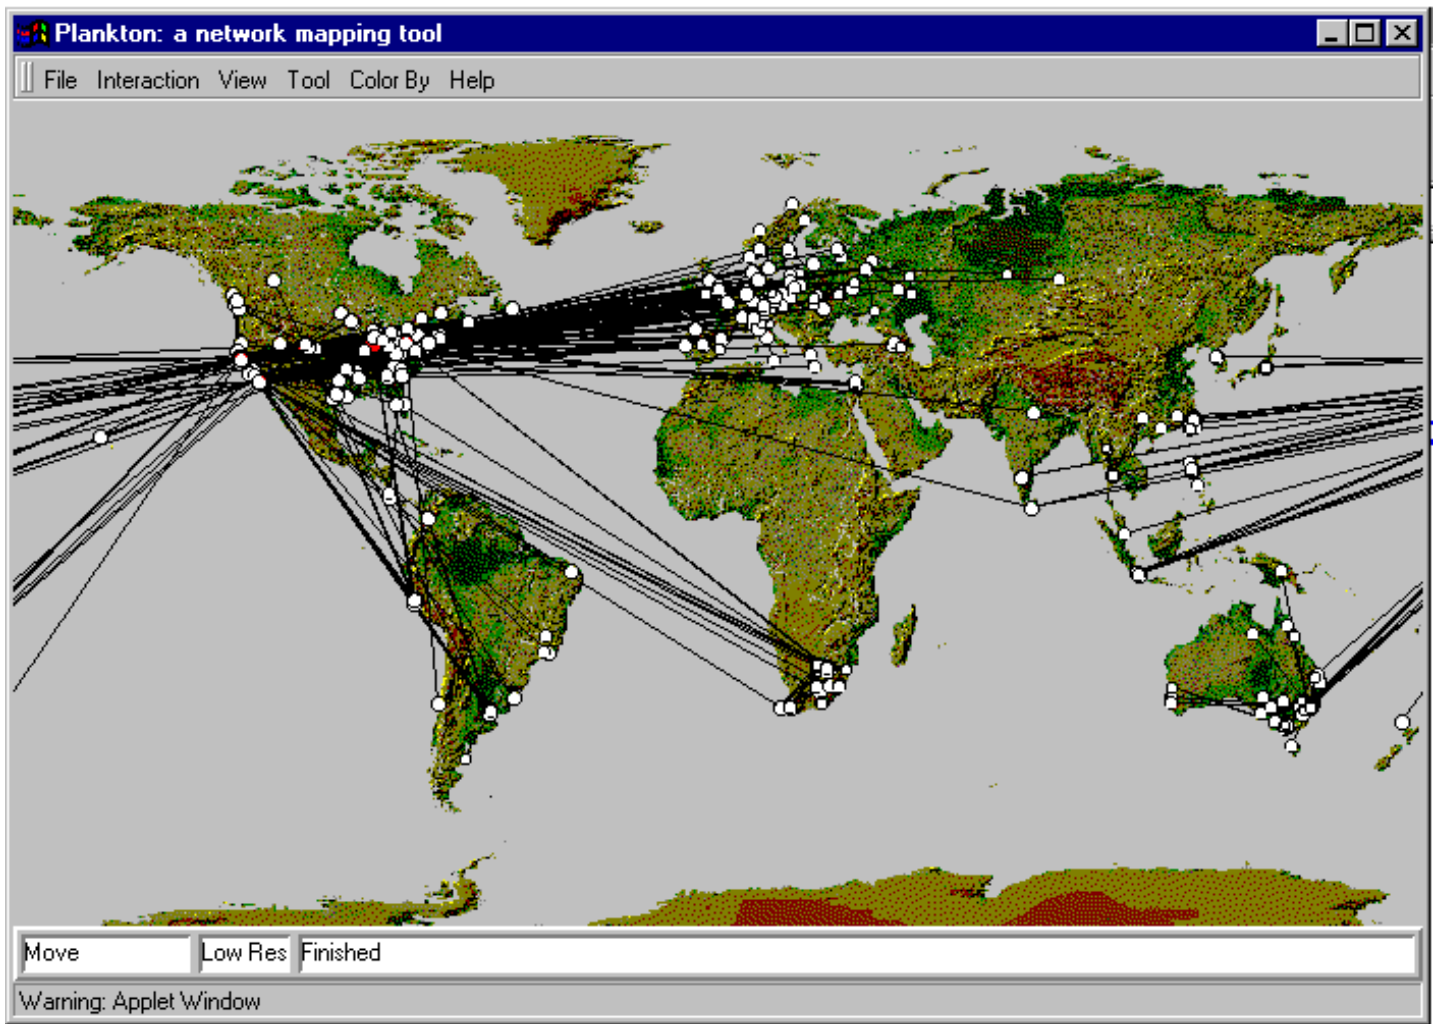 Plankton: a network mapping tool
File Interaction View Tool Color By Help
Move Low Res Finished
Warning: Applet Window